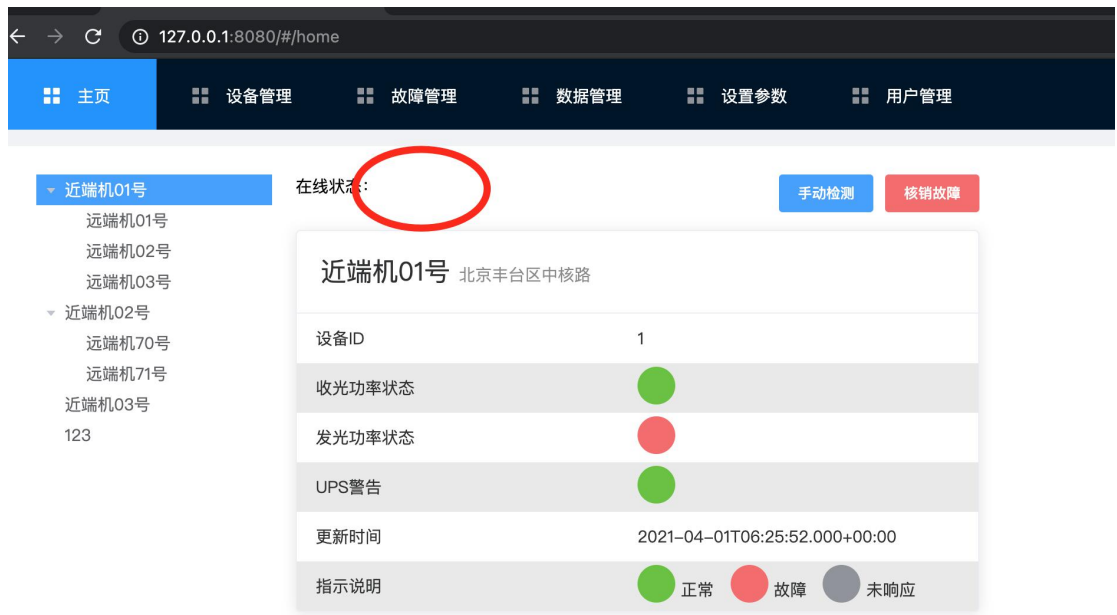 127.0.0.1:8080/#/home
主页 设备管理 故障管理 数据管理 设置参数 用户管理
近端机01号
远端机01号
远端机02号
远端机03号
近端机02号
远端机70号
远端机71号
近端机03号
123
在线状态：
手动检测 核销故障
近端机01号 北京丰台区中核路
设备ID 1
收光功率状态
发光功率状态
UPS警告
更新时间 2021-04-01T06:25:52.000+00:00
指示说明 正常 故障 未响应